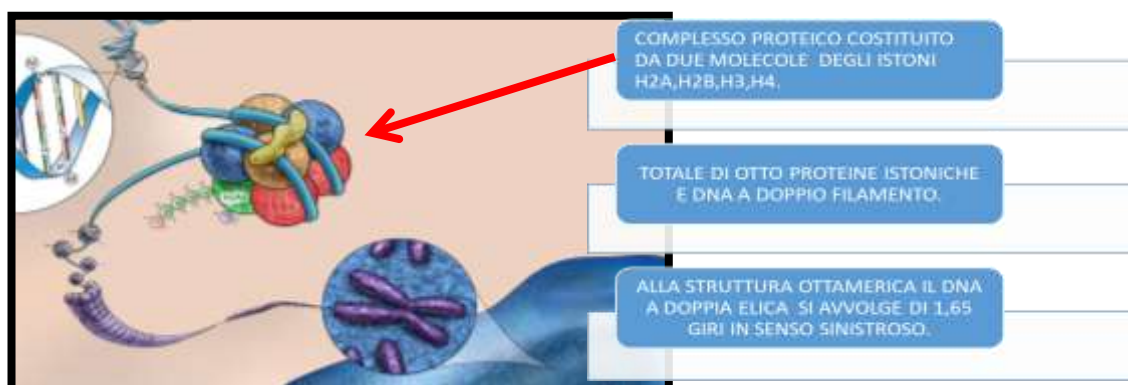 COMPLESSO PROTEICO COSTITUITO
DA DUE MOLECOLE DEGLI ISTONI
H2A,H2B,H3,H4.
TOTALE DI OTTO PROTEINE ISTONICHE
E DNA A DOPPIO FILAMENTO.
ALLA STRUTTURA OTTAMERICA IL DNA
A DOPPIA ELICA SI AVVOLGE DI 1,65
GIRI IN SENSO SINISTROSO.